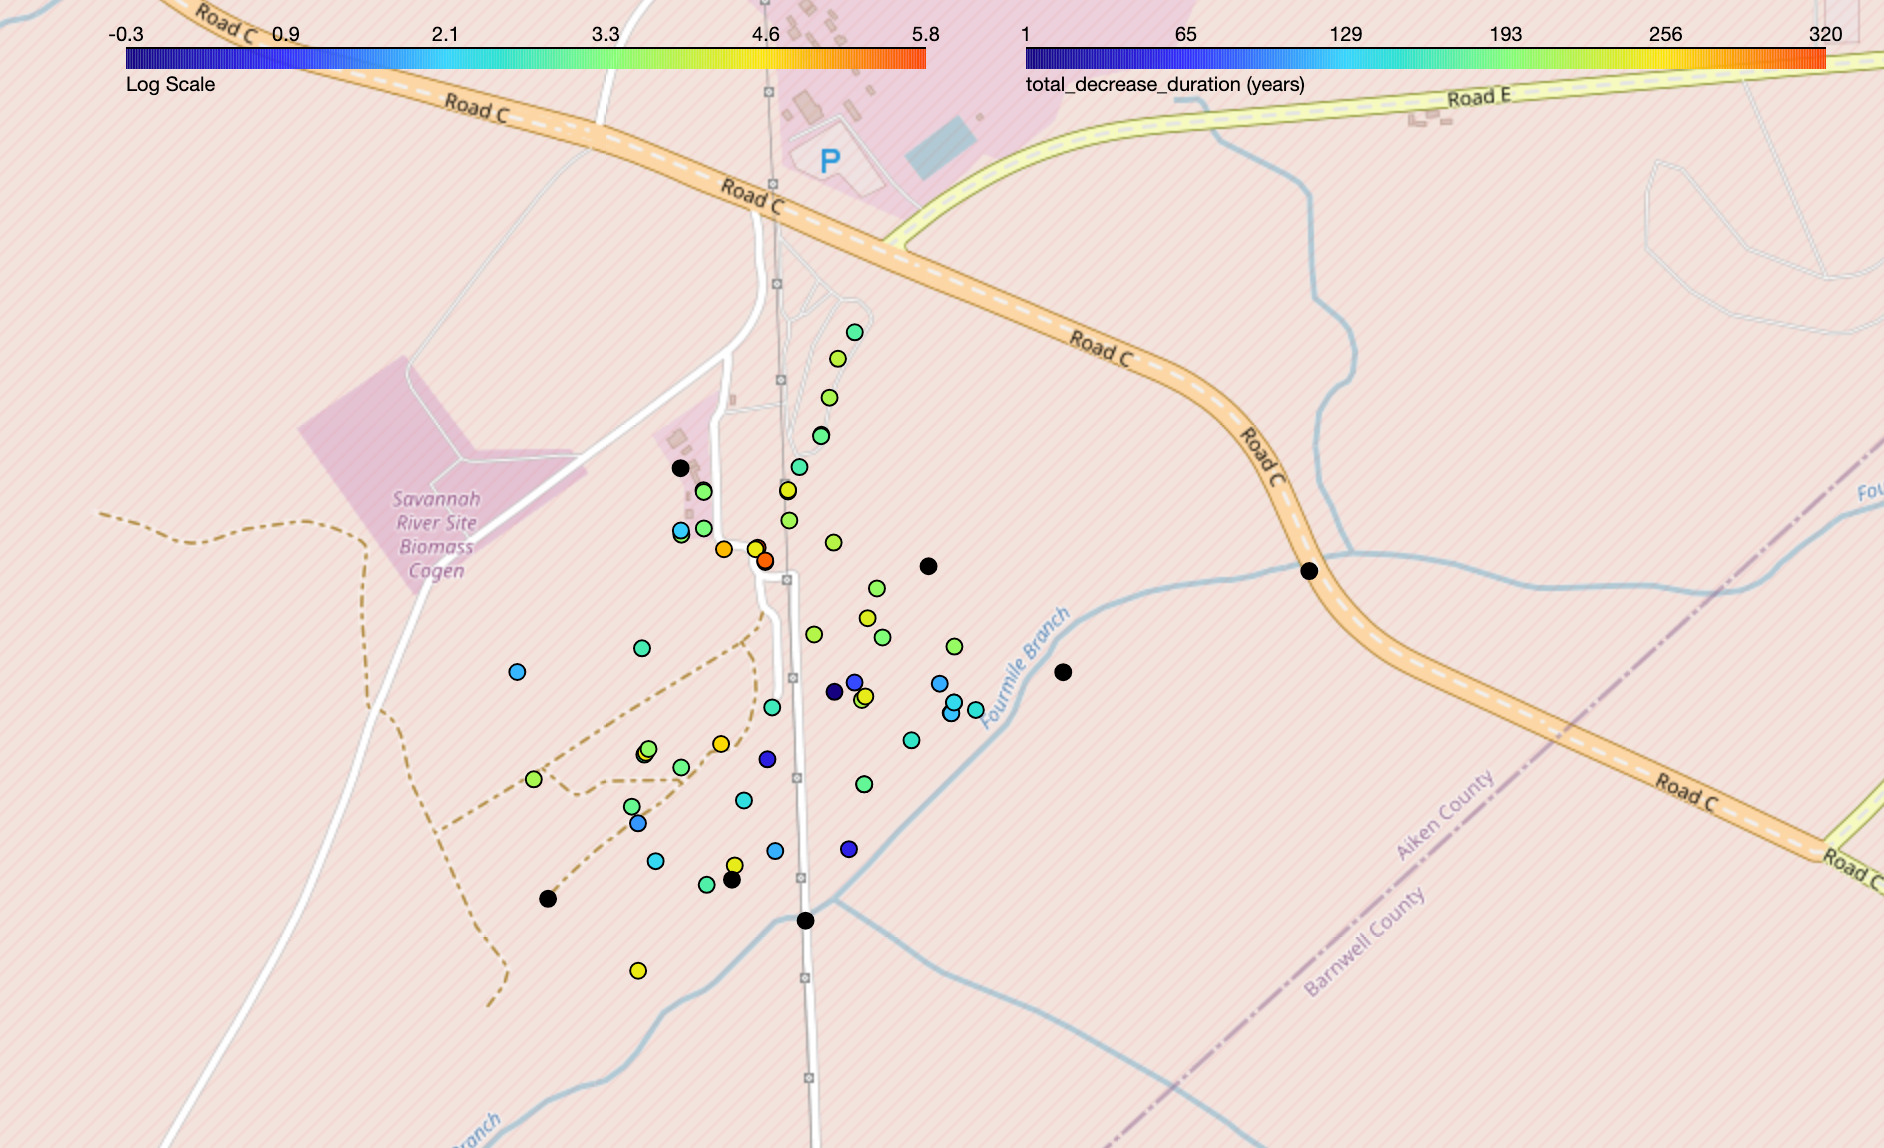 -0.3 0.9 2.1 3.3 4.6 5.8
Log Scale
1 65 129 193 256 320
total_decrease_duration (years)
Road C
Road C
Road E
P
Road C
Road C
Road C
Savannah
River Site
Biomass
Cogen
Fou
Fourmile Branch
Aiken County
Barnwell County
Road C
Road C
Branch